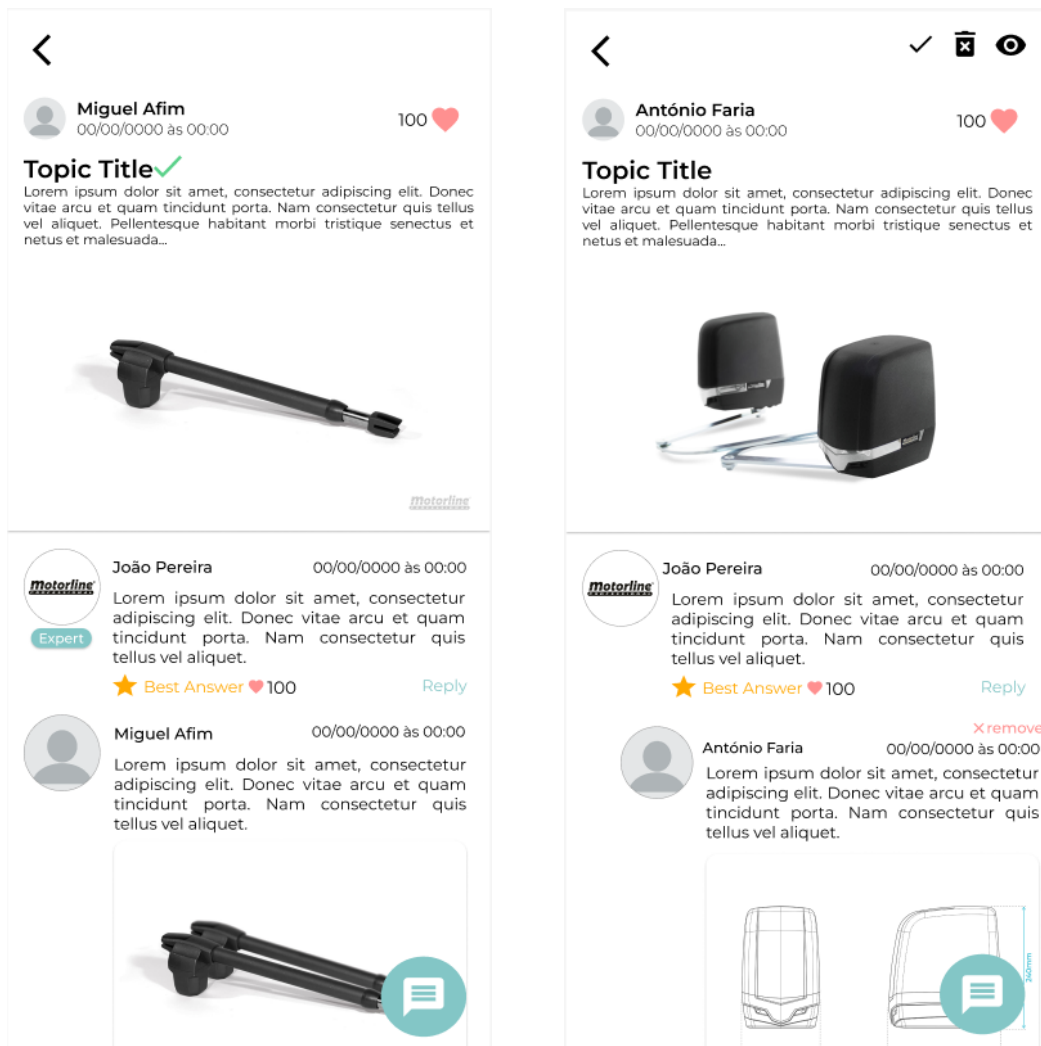 Miguel Afim
00/00/0000 às 00:00
100
Topic Title
Lorem ipsum dolor sit amet, consectetur adipiscing elit. Donec
vitae arcu et quam tincidunt porta. Nam consectetur quis tellus
vel aliquet. Pellentesque habitant morbi tristique senectus et
netus et malesuada...
motorline
PROFESSIONAL
motorline
PROFESSIONAL
Expert
João Pereira
00/00/0000 às 00:00
Lorem ipsum dolor sit amet, consectetur
adipiscing elit. Donec vitae arcu et quam
tincidunt porta. Nam consectetur quis
tellus vel aliquet.
Best Answer
100
Reply
Miguel Afim
00/00/0000 às 00:00
Lorem ipsum dolor sit amet, consectetur
adipiscing elit. Donec vitae arcu et quam
tincidunt porta. Nam consectetur quis
tellus vel aliquet.
António Faria
00/00/0000 às 00:00
100
Topic Title
Lorem ipsum dolor sit amet, consectetur adipiscing elit. Donec
vitae arcu et quam tincidunt porta. Nam consectetur quis tellus
vel aliquet. Pellentesque habitant morbi tristique senectus et
netus et malesuada...
motorline
PROFESSIONAL
João Pereira
00/00/0000 às 00:00
Lorem ipsum dolor sit amet, consectetur
adipiscing elit. Donec vitae arcu et quam
tincidunt porta. Nam consectetur quis
tellus vel aliquet.
Best Answer
100
Reply
remove
António Faria
00/00/0000 às 00:00
Lorem ipsum dolor sit amet, consectetur
adipiscing elit. Donec vitae arcu et quam
tincidunt porta. Nam consectetur quis
tellus vel aliquet.
240mm